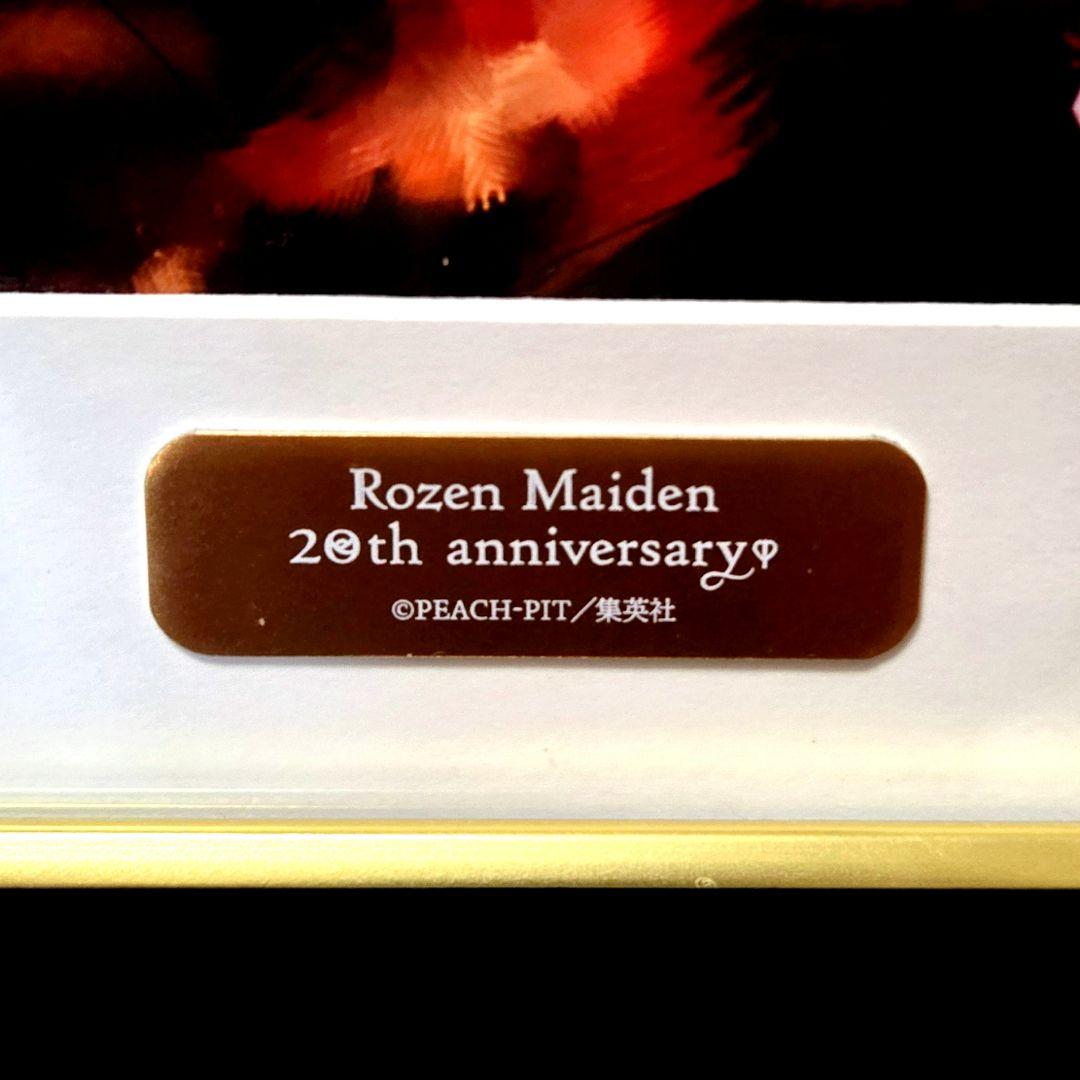 Rozen Maiden
20th anniversary
©PEACH-PIT／集英社